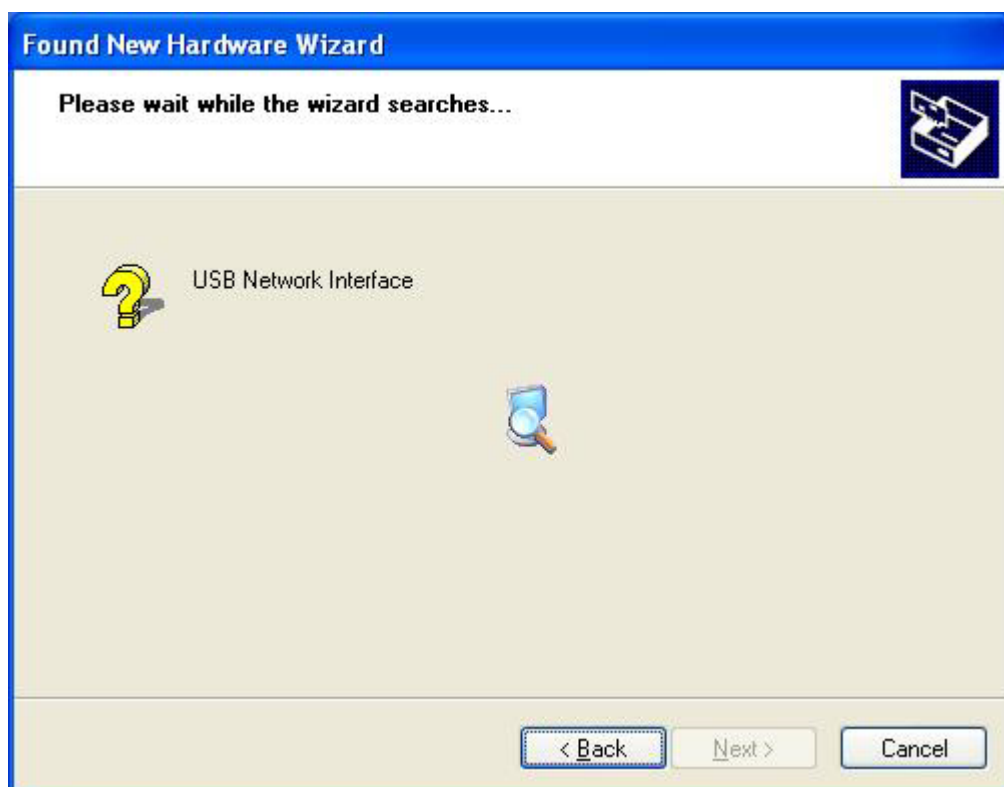 Found New Hardware Wizard
Please wait while the wizard searches...
USB Network Interface
< Back
Next >
Cancel